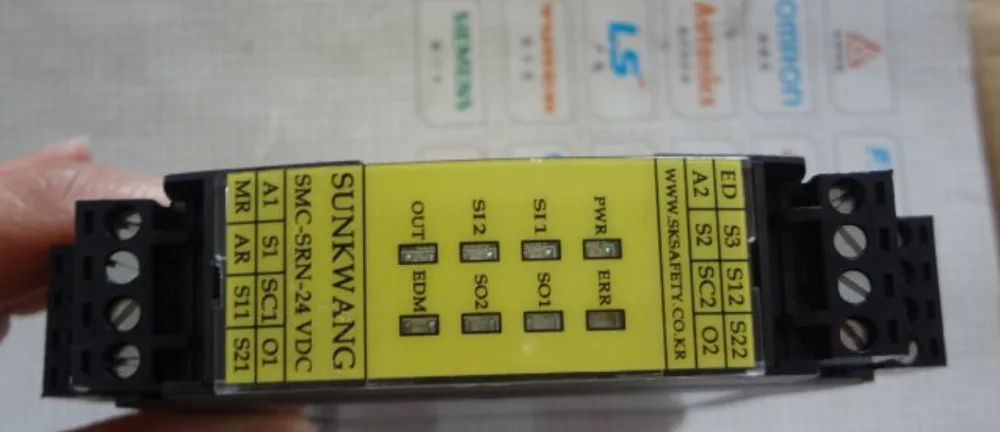 SUNKWANG
SMC-SRN-24 VDC
A1 S1 SC1 O1
MR AR S11 S21
PWR SI1 SI2 OUT
ERR SO1 SO2 EDM
WWW.SKSAFETY.CO.KR
A2 S2 SC2 O2
ED S3 S12 S22
SIEMENS
LS
Autonics
omron